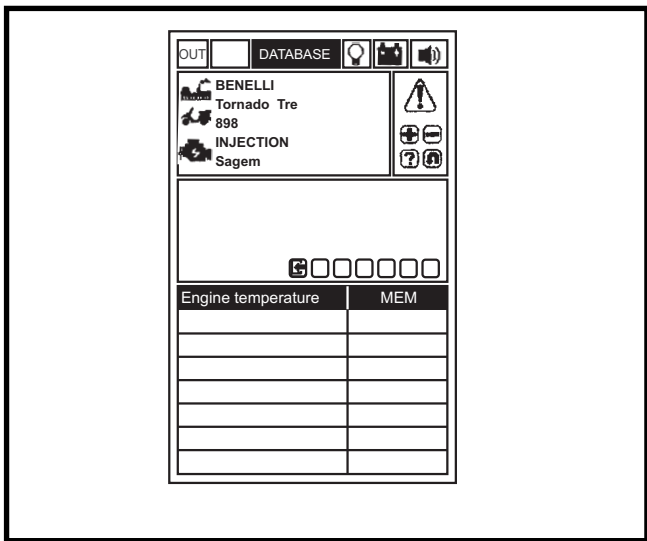 OUT DATABASE
BENELLI
Tornado Tre
898
INJECTION
Sagem
?
Engine temperature MEM